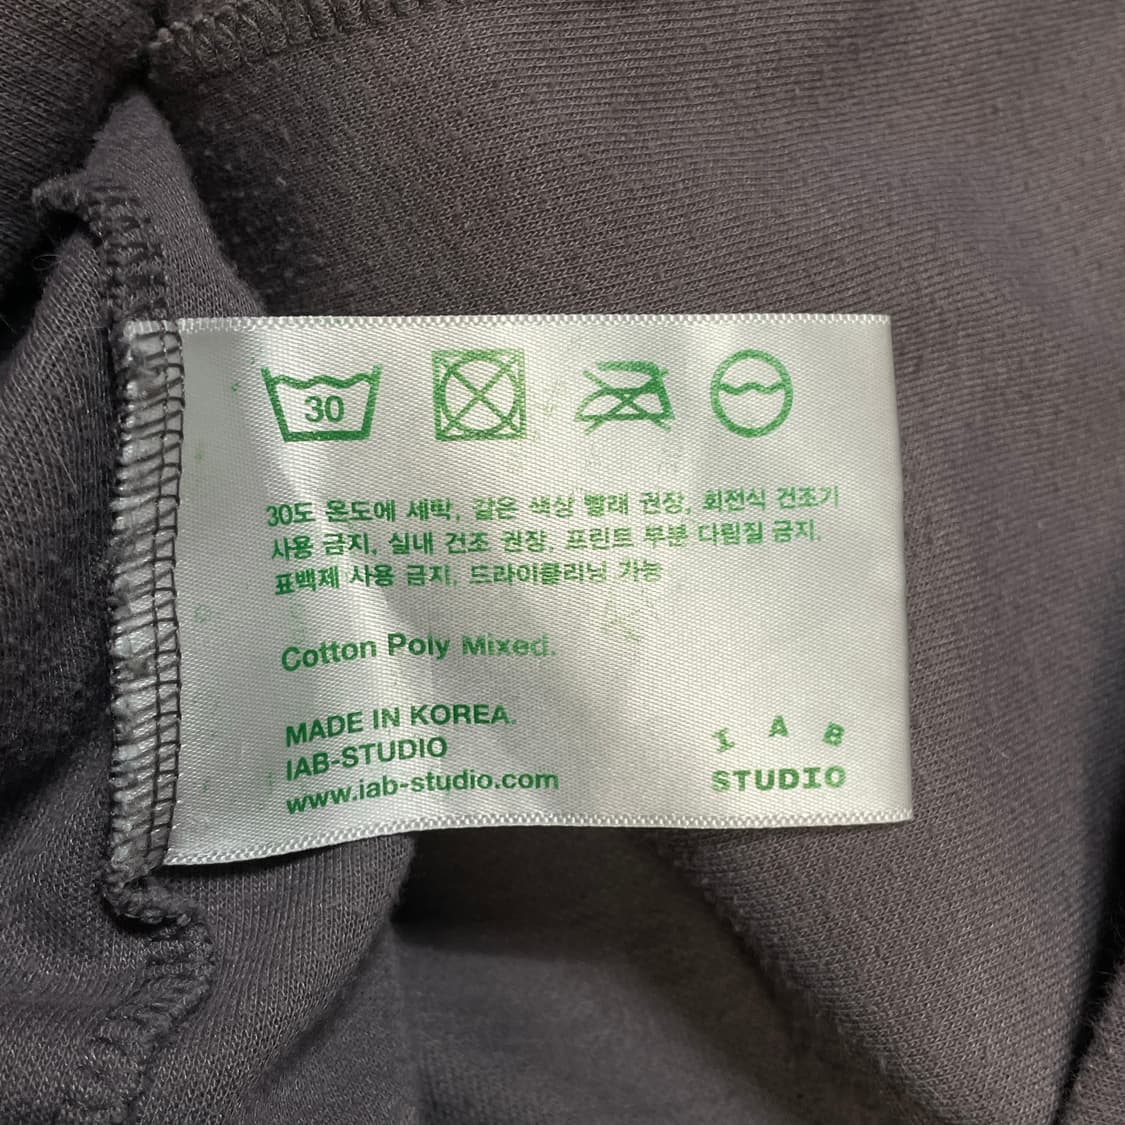 30
30도 온도에 세탁, 같은 색상 빨래 권장, 회전식 건조기
사용 금지, 실내 건조 권장, 프린트 부분 다림질 금지,
표백제 사용 금지, 드라이클리닝 가능
Cotton Poly Mixed.
MADE IN KOREA.
IAB-STUDIO
www.iab-studio.com
I A B
STUDIO